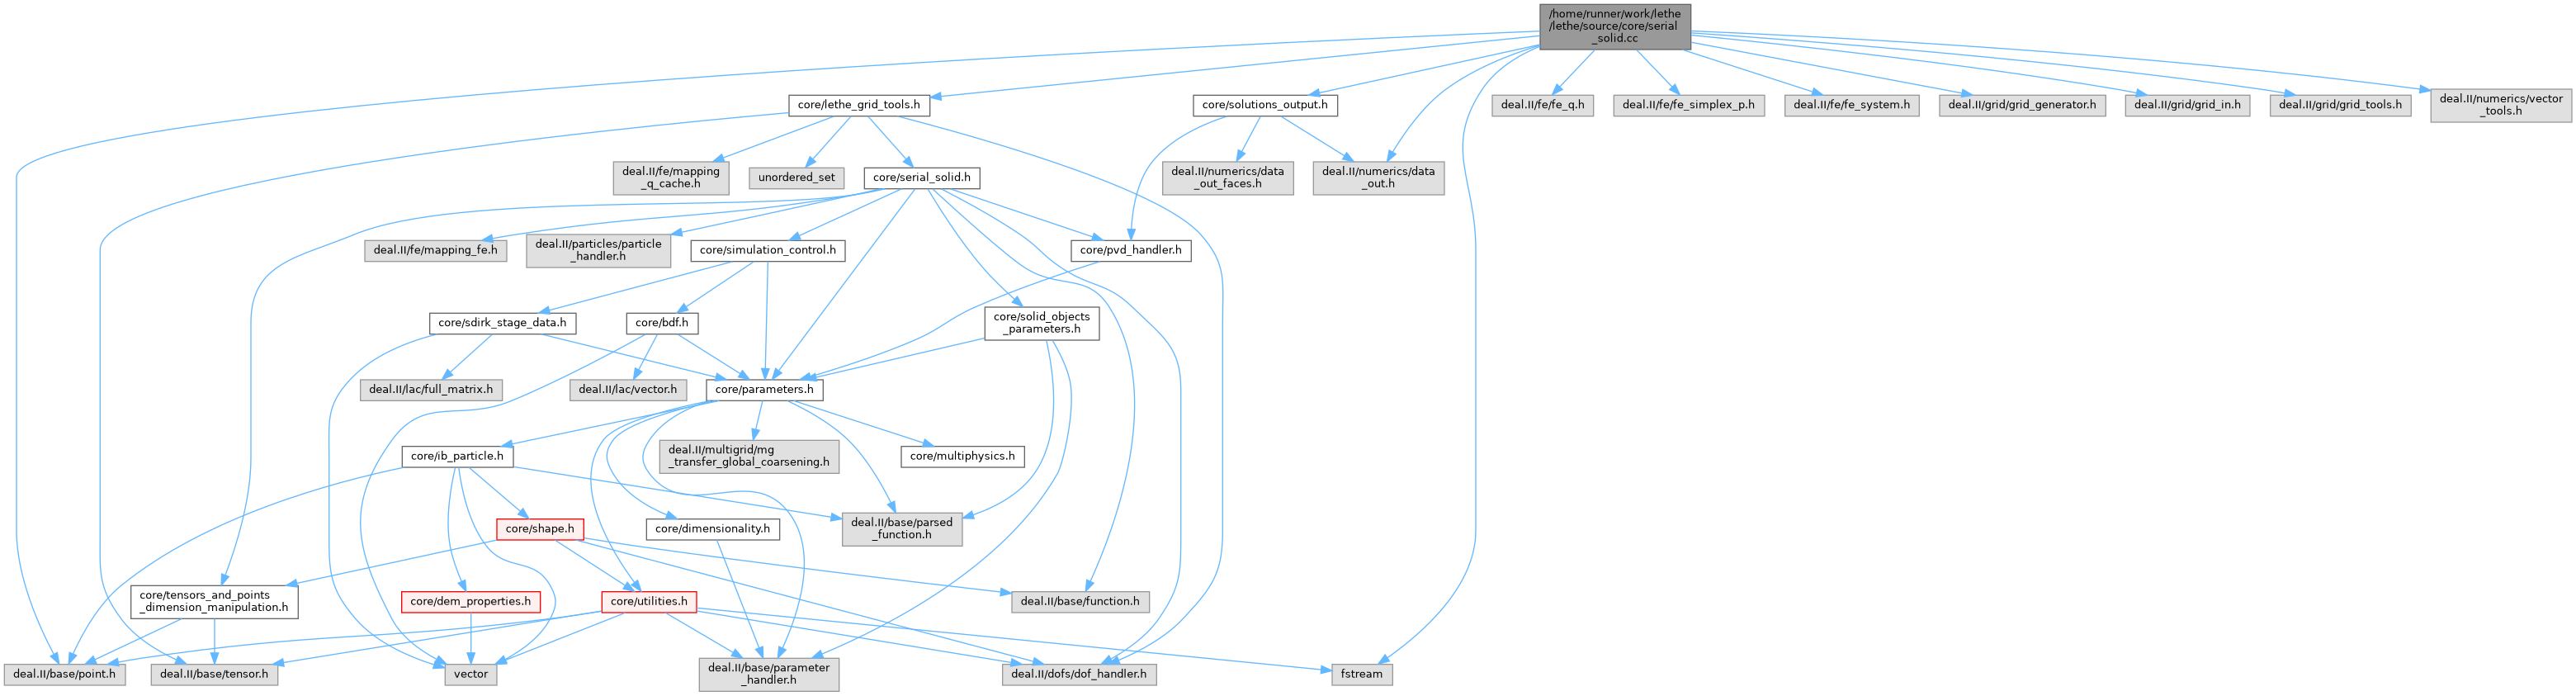 /home/runner/work/lethe
/lethe/source/core/serial
_solid.cc
core/lethe_grid_tools.h
core/solutions_output.h
deal.II/fe/fe_q.h
deal.II/fe/fe_simplex_p.h
deal.II/fe/fe_system.h
deal.II/grid/grid_generator.h
deal.II/grid/grid_in.h
deal.II/grid/grid_tools.h
deal.II/numerics/vector
_tools.h
deal.II/fe/mapping
_q_cache.h
unordered_set
core/serial_solid.h
deal.II/numerics/data
_out_faces.h
deal.II/numerics/data
_out.h
deal.II/fe/mapping_fe.h
deal.II/particles/particle
_handler.h
core/simulation_control.h
core/pvd_handler.h
core/sdirk_stage_data.h
core/bdf.h
core/solid_objects
_parameters.h
deal.II/lac/full_matrix.h
deal.II/lac/vector.h
core/parameters.h
core/ib_particle.h
deal.II/multigrid/mg
_transfer_global_coarsening.h
core/multiphysics.h
core/shape.h
core/dimensionality.h
deal.II/base/parsed
_function.h
core/tensors_and_points
_dimension_manipulation.h
core/dem_properties.h
core/utilities.h
deal.II/base/function.h
deal.II/base/point.h
deal.II/base/tensor.h
vector
deal.II/base/parameter
_handler.h
deal.II/dofs/dof_handler.h
fstream